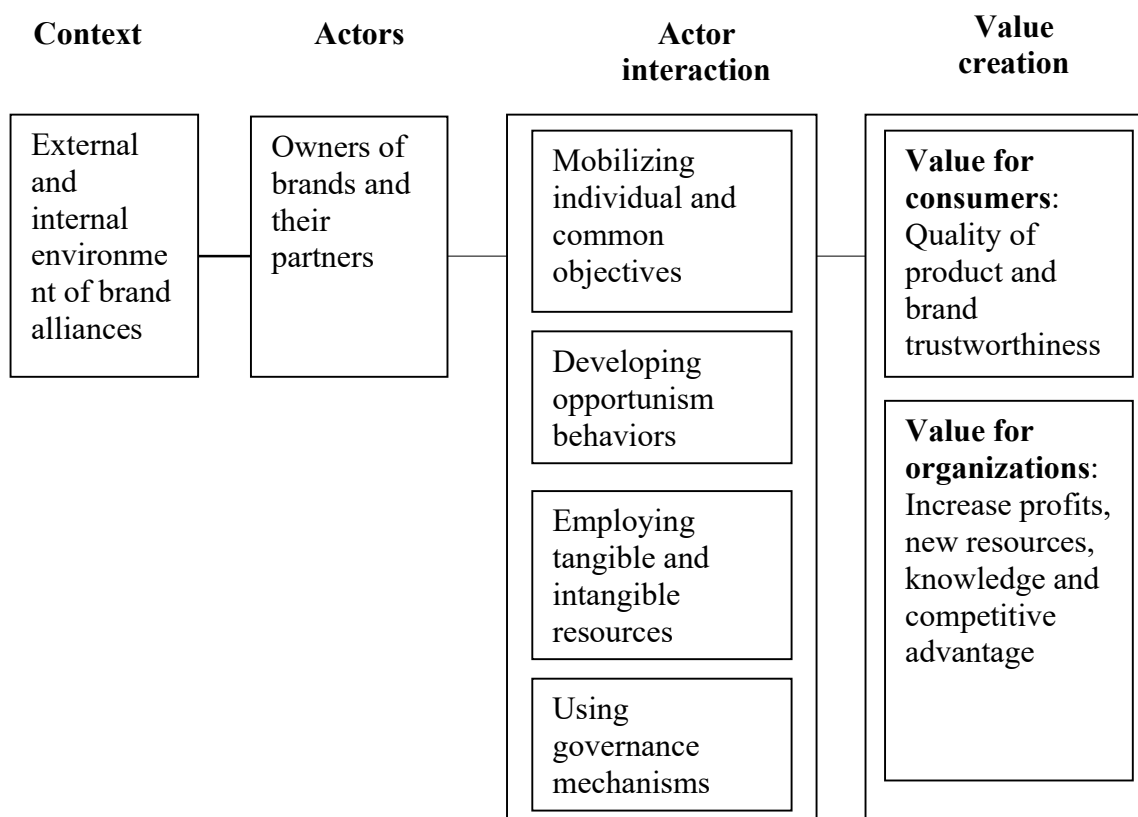 Context
Actors
Actor
interaction
Value
creation
External
and
internal
environme
nt of brand
alliances
Owners of
brands and
their
partners
Mobilizing
individual and
common
objectives
Developing
opportunism
behaviors
Employing
tangible and
intangible
resources
Using
governance
mechanisms
Value for
consumers:
Quality of
product and
brand
trustworthiness
Value for
organizations:
Increase profits,
new resources,
knowledge and
competitive
advantage